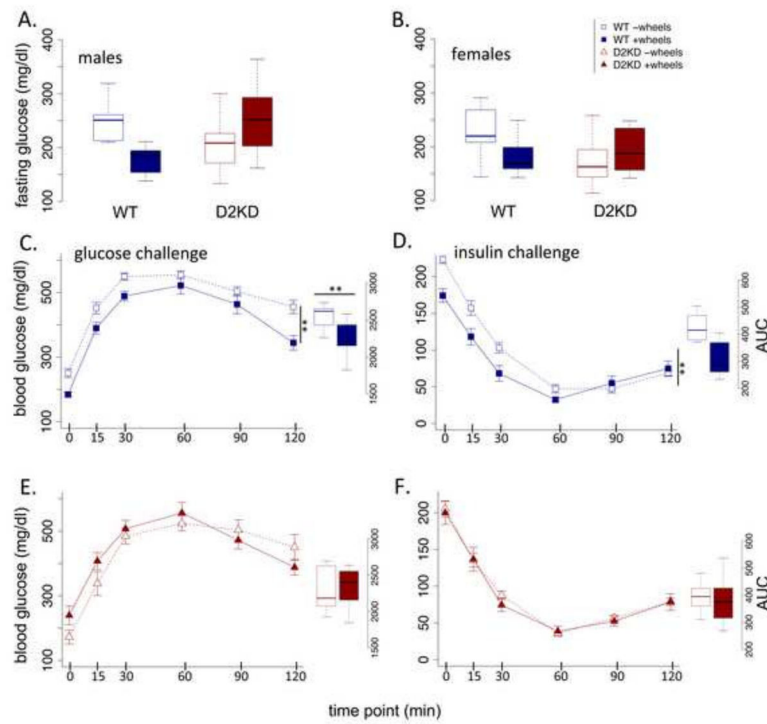 A.
males
fasting glucose (mg/dl)
400
300
200
100
WT
D2KD
B.
females
400
300
200
100
WT
D2KD
WT −wheels
WT +wheels
D2KD −wheels
D2KD +wheels
C.
glucose challenge
blood glucose (mg/dl)
500
300
100
0 15 30 60 90 120
**
**
3000
2500
2000
1500
D.
insulin challenge
200
150
100
50
0
0 15 30 60 90 120
**
600
500
400
300
200
AUC
E.
blood glucose (mg/dl)
500
300
100
0 15 30 60 90 120
3000
2500
2000
1500
F.
200
150
100
50
0
0 15 30 60 90 120
600
500
400
300
200
AUC
time point (min)